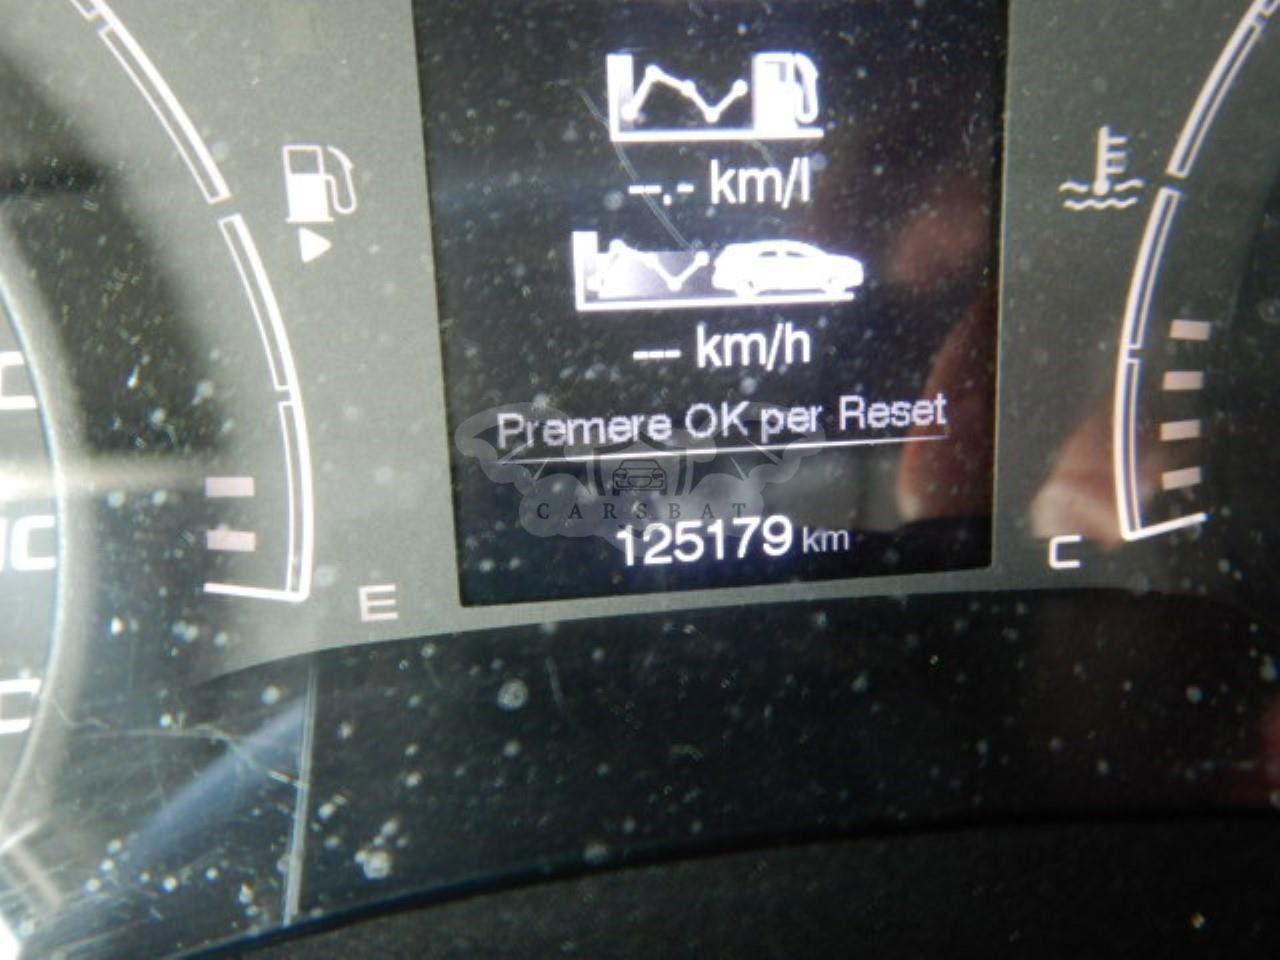 --.- km/l
--- km/h
Premere OK per Reset
CARSBAT
125179 km
E
C